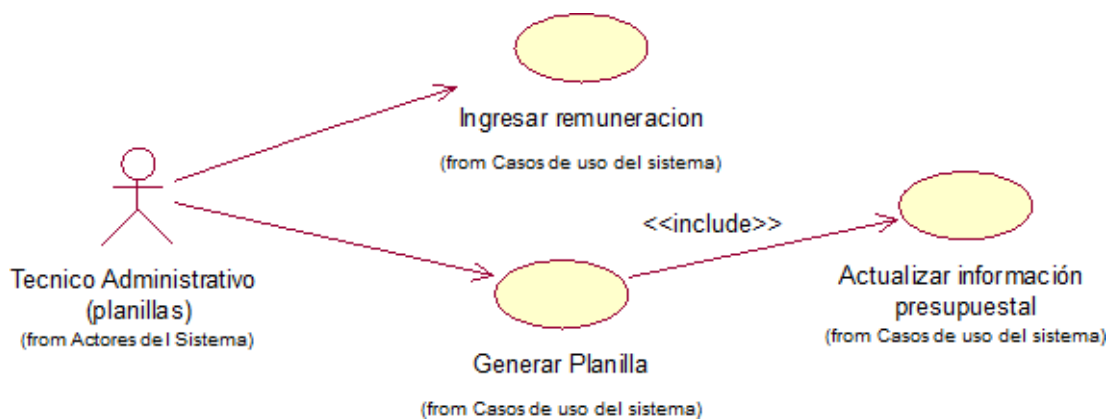 Ingresar remuneracion
(from Casos de uso del sistema)
<<include>>
Tecnico Administrativo
(planillas)
(from Actores del Sistema)
Actualizar información
presupuestal
(from Casos de uso del sistema)
Generar Planilla
(from Casos de uso del sistema)